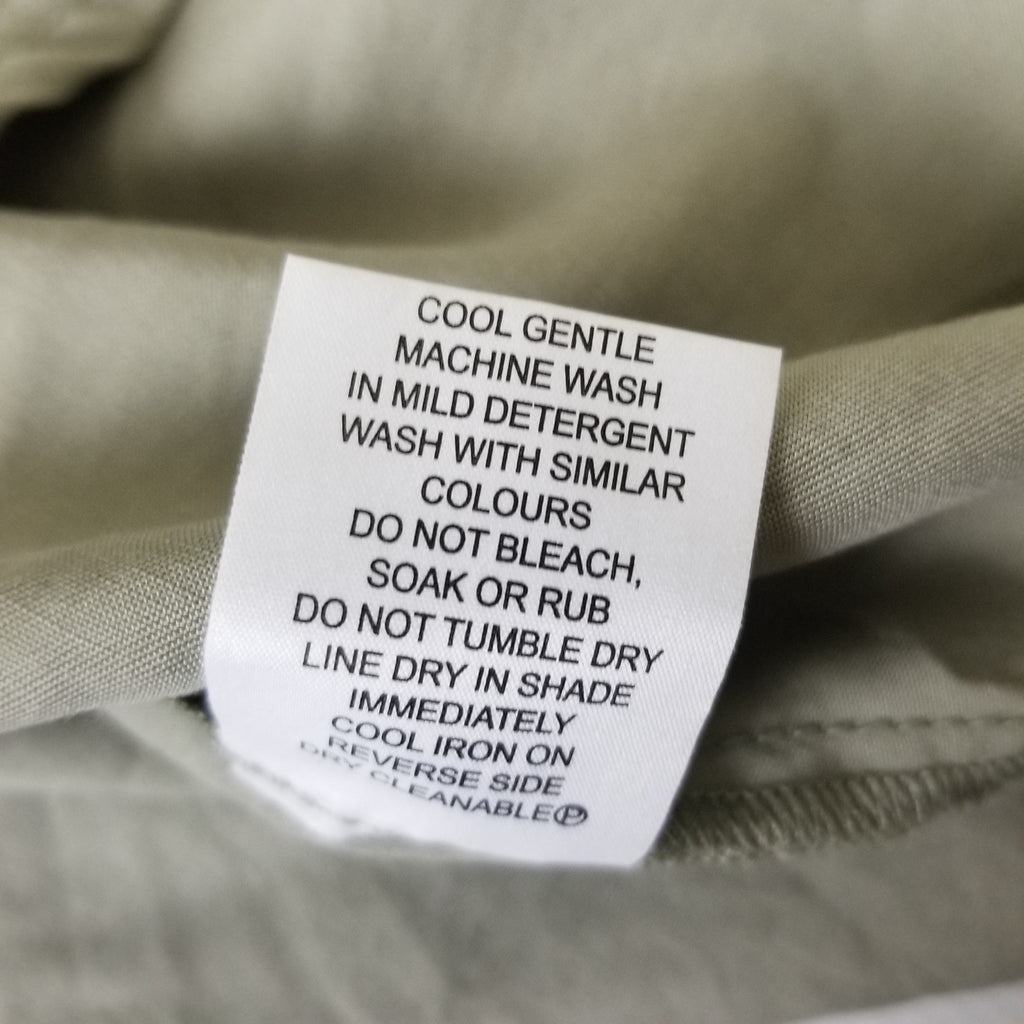 COOL GENTLE
MACHINE WASH
IN MILD DETERGENT
WASH WITH SIMILAR
COLOURS
DO NOT BLEACH,
SOAK OR RUB
DO NOT TUMBLE DRY
LINE DRY IN SHADE
IMMEDIATELY
COOL IRON ON
REVERSE SIDE
DRY CLEANABLE Ⓟ